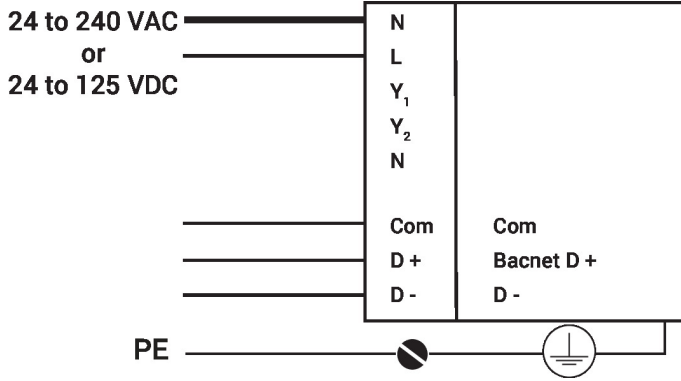 24 to 240 VAC
or
24 to 125 VDC
N
L
Y₁
Y₂
N
Com
D +
D -
Com
Bacnet D +
D -
PE